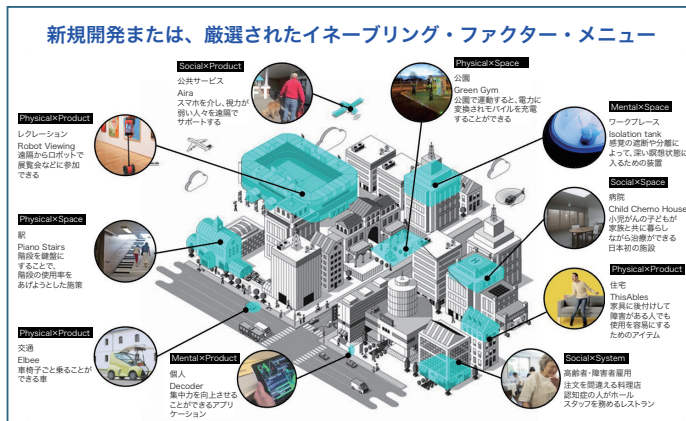 新規開発または、厳選されたイネーブリング・ファクター・メニュー
Social×Product
公共サービス
Aira
スマホを介し、視力が
弱い人々を遠隔で
サポートする
Physical×Space
公園
Green Gym
公園で運動すると、電力に
変換されモバイルを充電
することができる
Physical×Product
レクレーション
Robot Viewing
遠隔からロボットで
展覧会などに参加
できる
Mental×Space
ワークプレース
Isolation tank
感覚の遮断や分離に
よって、深い瞑想状態に
入るための装置
Social×Space
病院
Child Chemo House
小児がんの子どもが
家族と共に暮らし
ながら治療ができる
日本初の施設
Physical×Space
駅
Piano Stairs
階段を鍵盤に
することで、
階段の使用率を
あげようとした施策
Physical×Product
住宅
ThisAbles
家具に後付けして
障害がある人でも
使用を容易にする
ためのアイテム
Physical×Product
交通
Elbee
車椅子ごと乗ることが
できる車
Mental×Product
個人
Decoder
集中力を向上させる
ことができるアプリ
ケーション
Social×System
高齢者・障害者雇用
注文を間違える料理店
認知症の人がホール
スタッフを務めるレストラン
H